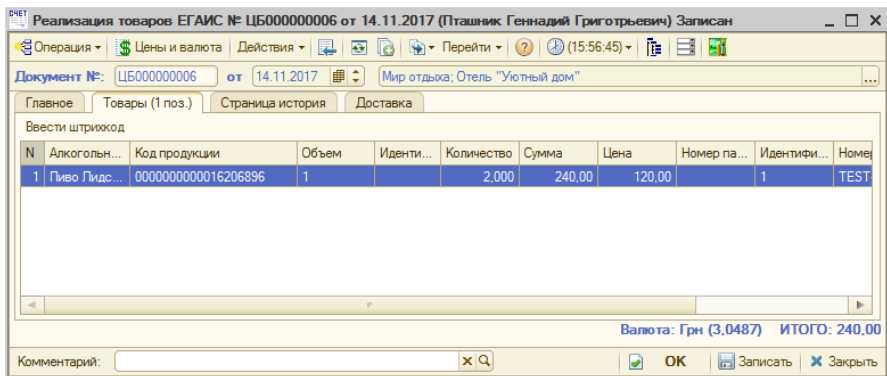 СЧЕТ
Реализация товаров ЕГАИС № ЦБ000000006 от 14.11.2017 (Пташник Геннадий Григотрьевич) Записан
Операция Цены и валюта Действия Перейти (15:56:45)
Документ №: ЦБ000000006 от 14.11.2017 Мир отдыха; Отель "Уютный дом" ...
Главное Товары (1 поз.) Страница история Доставка
Ввести штрихкод
N Алкогольн... Код продукции Объем Иденти... Количество Сумма Цена Номер па... Идентифи... Номер
1 Пиво Лидс... 0000000000016206896 1 2,000 240,00 120,00 1 TEST-
Валюта: Грн (3,0487) ИТОГО: 240,00
Комментарий: OK Записать Закрыть